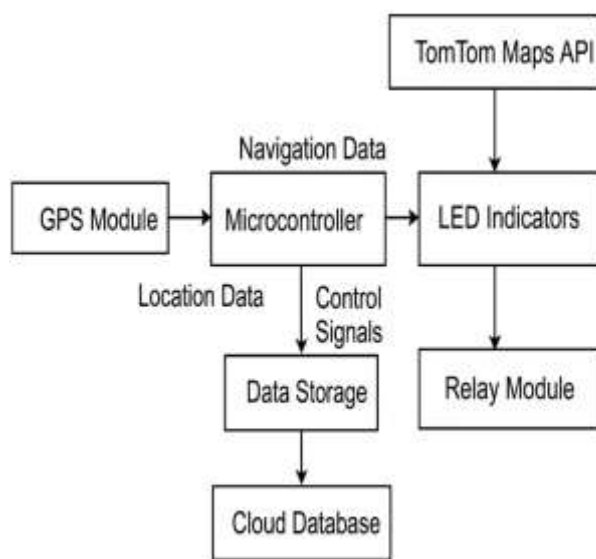 TomTom Maps API
Navigation Data
GPS Module
Microcontroller
LED Indicators
Location Data
Control
Signals
Data Storage
Relay Module
Cloud Database